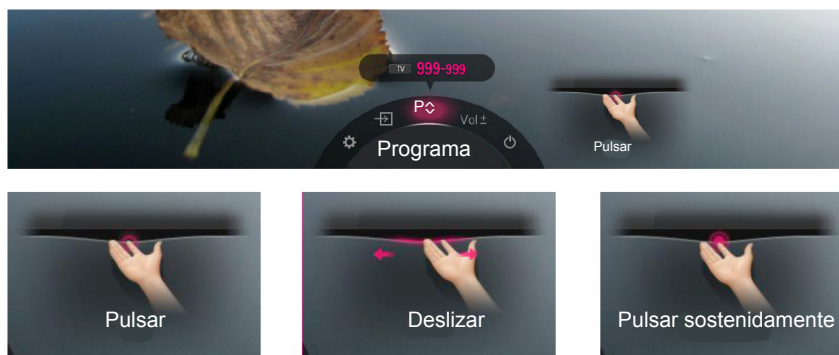 TV 999-999
P
Vol ±
Programa
Pulsar
Pulsar
Deslizar
Pulsar sostenidamente